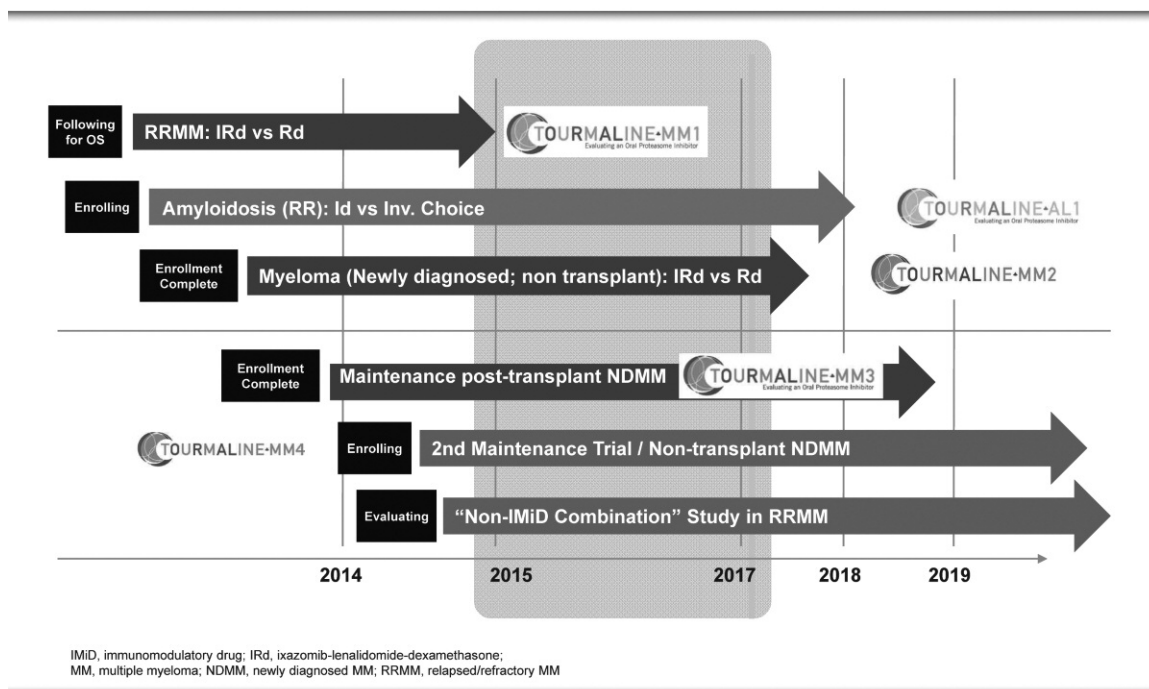 Following
for OS
RRMM: IRd vs Rd
TOURMALINE-MM1
Evaluating an Oral Proteasome Inhibitor
Enrolling
Amyloidosis (RR): Id vs Inv. Choice
TOURMALINE-AL1
Evaluating an Oral Proteasome Inhibitor
Enrollment
Complete
Myeloma (Newly diagnosed; non transplant): IRd vs Rd
TOURMALINE-MM2
Enrollment
Complete
Maintenance post-transplant NDMM
TOURMALINE-MM3
Evaluating an Oral Proteasome Inhibitor
TOURMALINE-MM4
Enrolling
2nd Maintenance Trial / Non-transplant NDMM
Evaluating
“Non-IMiD Combination” Study in RRMM
2014 2015 2017 2018 2019
IMiD, immunomodulatory drug; IRd, ixazomib-lenalidomide-dexamethasone;
MM, multiple myeloma; NDMM, newly diagnosed MM; RRMM, relapsed/refractory MM